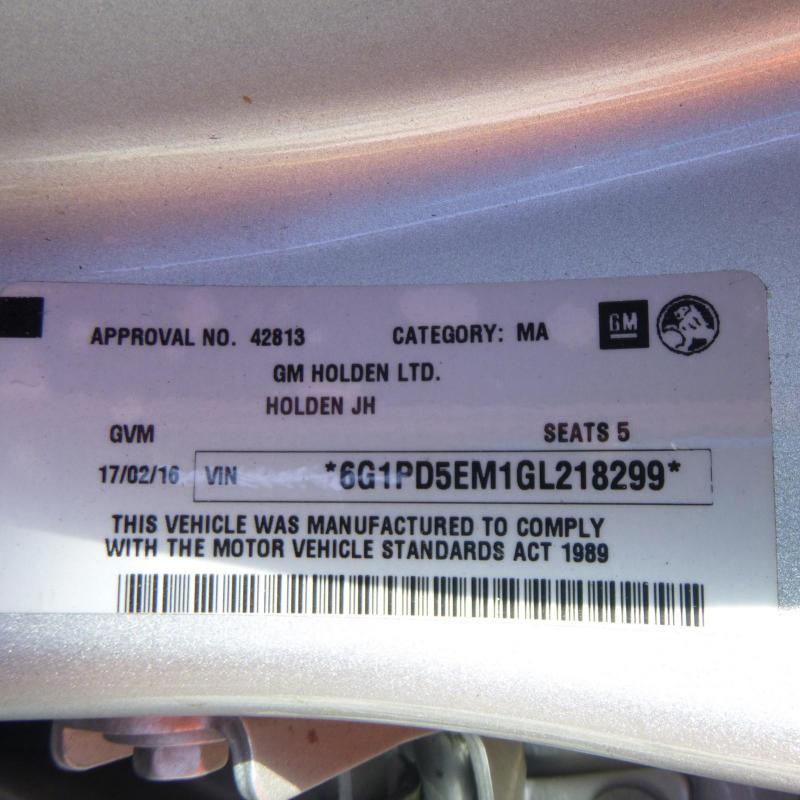 APPROVAL NO. 42813 CATEGORY: MA GM
GM HOLDEN LTD.
HOLDEN JH
GVM SEATS 5
17/02/16 VIN *6G1PD5EM1GL218299*
THIS VEHICLE WAS MANUFACTURED TO COMPLY
WITH THE MOTOR VEHICLE STANDARDS ACT 1989